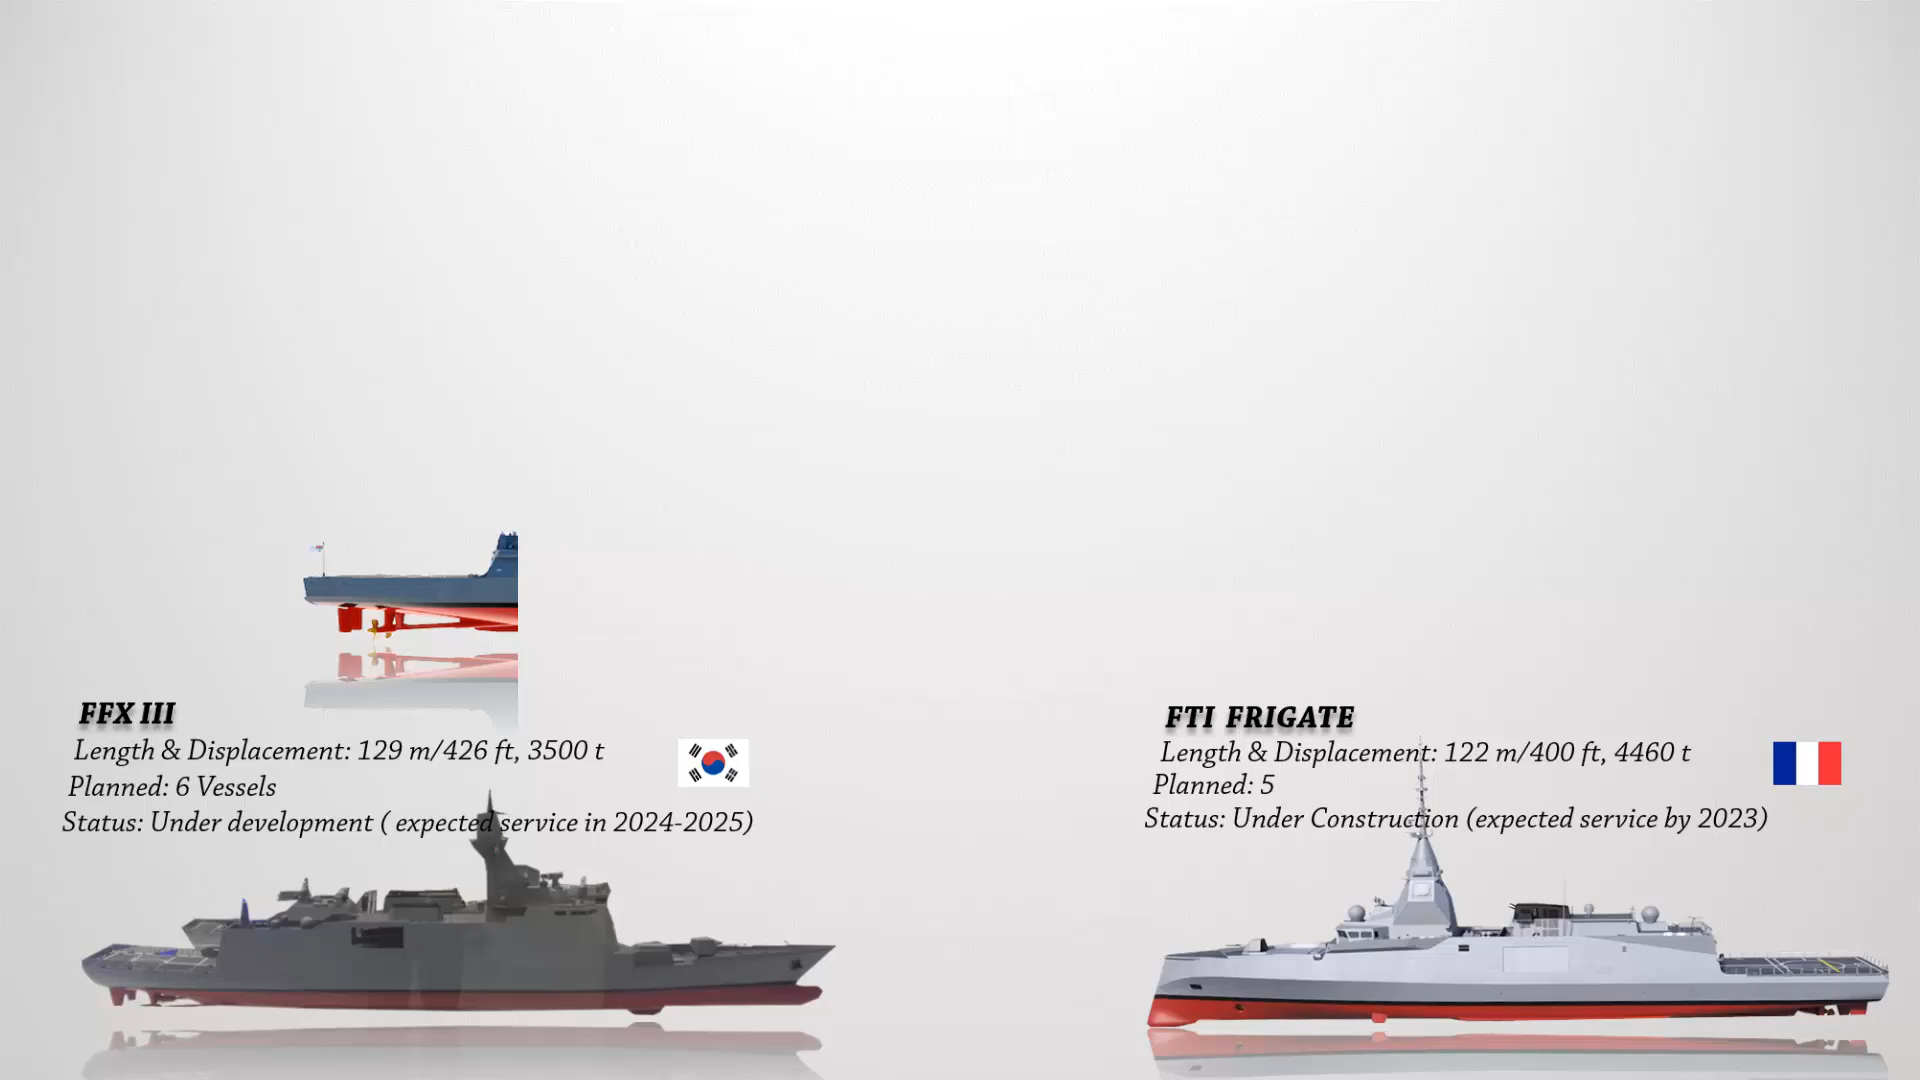 FFX III
Length & Displacement: 129 m/426 ft, 3500 t
Planned: 6 Vessels
Status: Under development ( expected service in 2024-2025)
FTI FRIGATE
Length & Displacement: 122 m/400 ft, 4460 t
Planned: 5
Status: Under Construction (expected service by 2023)